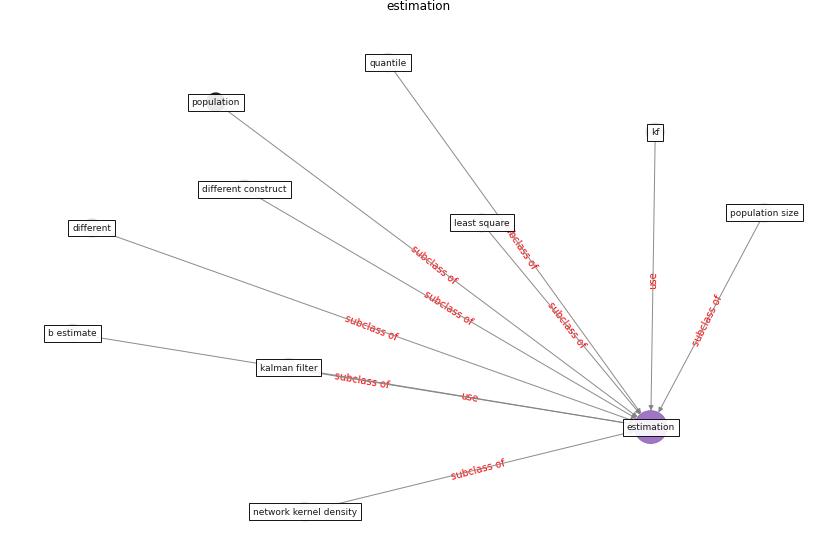 estimation
quantile
population
kf
different construct
population size
least square
different
subclass of
subclass of
use
subclass of
subclass of
subclass of
subclass of
b estimate
kalman filter
subclass of
use
estimation
subclass of
network kernel density